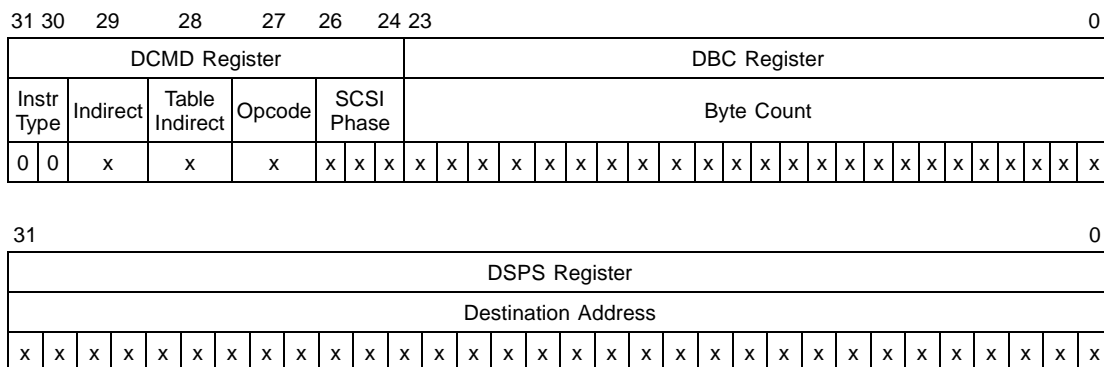 31 30 29 28 27 26 24 23 0
DCMD Register DBC Register
Instr Type Indirect Table Indirect Opcode SCSI Phase Byte Count
0 0 x x x x x x x x x x x x x x x x x x x x x x x x x x x x x x
31 0
DSPS Register
Destination Address
x x x x x x x x x x x x x x x x x x x x x x x x x x x x x x x x